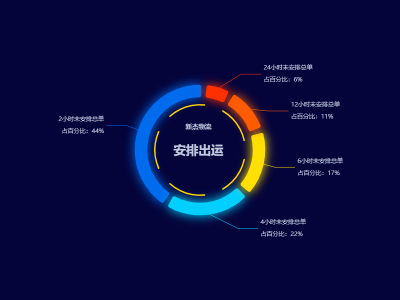 24小时未安排总单
占百分比：6%
12小时未安排总单
占百分比：11%
2小时未安排总单
占百分比：44%
新杰物流
安排出运
6小时未安排总单
占百分比：17%
4小时未安排总单
占百分比：22%